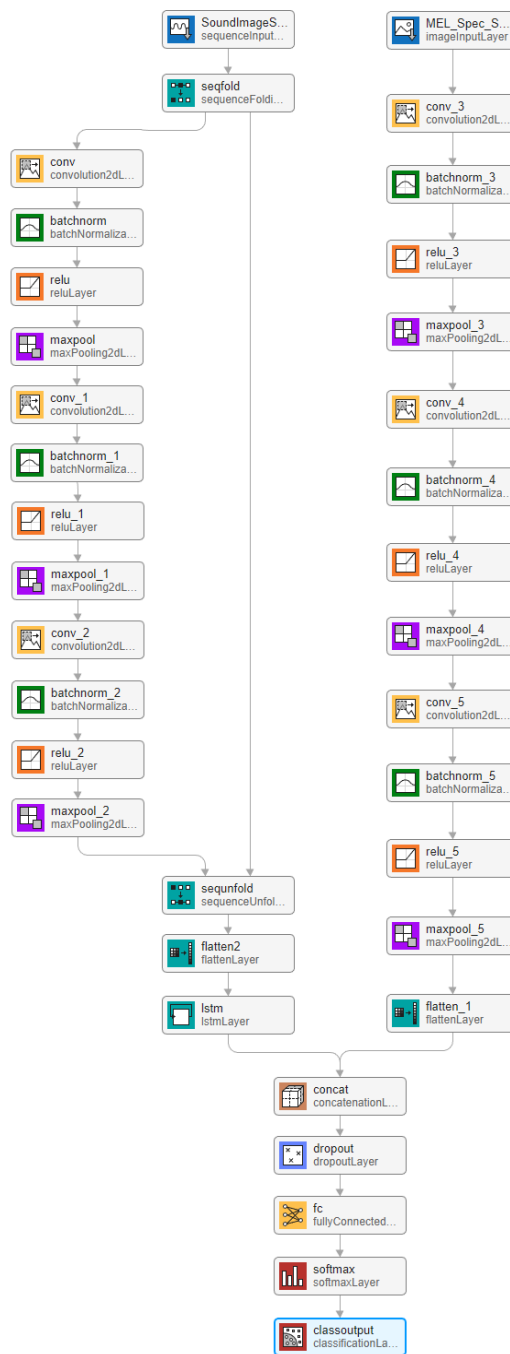 SoundImageS...
sequenceInput...
MEL_Spec_S...
imageInputLayer
seqfold
sequenceFoldi...
conv_3
convolution2dL...
conv
convolution2dL...
batchnorm_3
batchNormaliza...
batchnorm
batchNormaliza...
relu_3
reluLayer
relu
reluLayer
maxpool_3
maxPooling2dL...
maxpool
maxPooling2dL...
conv_1
convolution2dL...
conv_4
convolution2dL...
batchnorm_1
batchNormaliza...
batchnorm_4
batchNormaliza...
relu_1
reluLayer
relu_4
reluLayer
maxpool_1
maxPooling2dL...
conv_2
convolution2dL...
maxpool_4
maxPooling2dL...
batchnorm_2
batchNormaliza...
conv_5
convolution2dL...
relu_2
reluLayer
batchnorm_5
batchNormaliza...
maxpool_2
maxPooling2dL...
relu_5
reluLayer
sequnfold
sequenceUnfol...
maxpool_5
maxPooling2dL...
flatten2
flattenLayer
lstm
lstmLayer
flatten_1
flattenLayer
concat
concatenationL...
dropout
dropoutLayer
fc
fullyConnected...
softmax
softmaxLayer
classoutput
classificationLa...